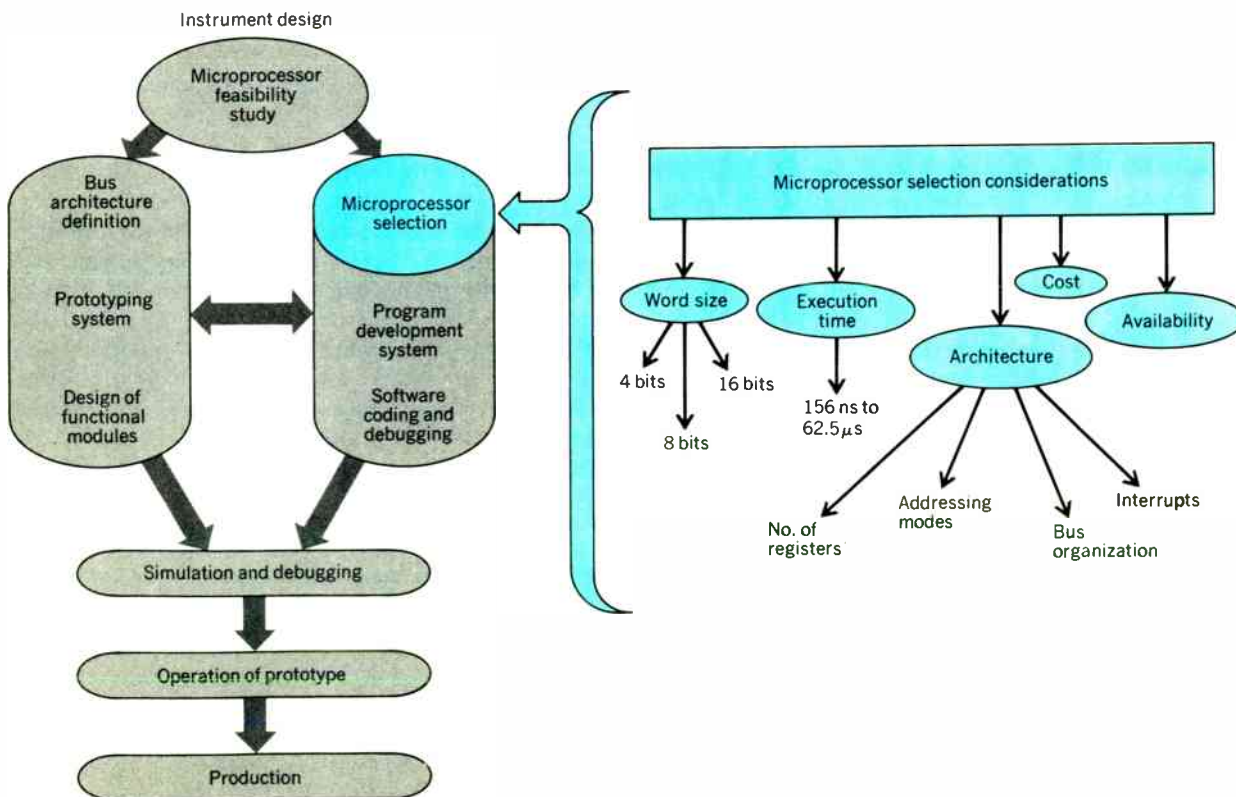 Instrument design
Microprocessor
feasibility
study
Bus
architecture
definition
Prototyping
system
Design of
functional
modules
Microprocessor
selection
Program
development
system
Software
coding and
debugging
Simulation and debugging
Operation of prototype
Production
Microprocessor selection considerations
Word size
4 bits
8 bits
16 bits
Execution
time
156 ns to
62.5 μs
Architecture
No. of
registers
Addressing
modes
Bus
organization
Interrupts
Cost
Availability